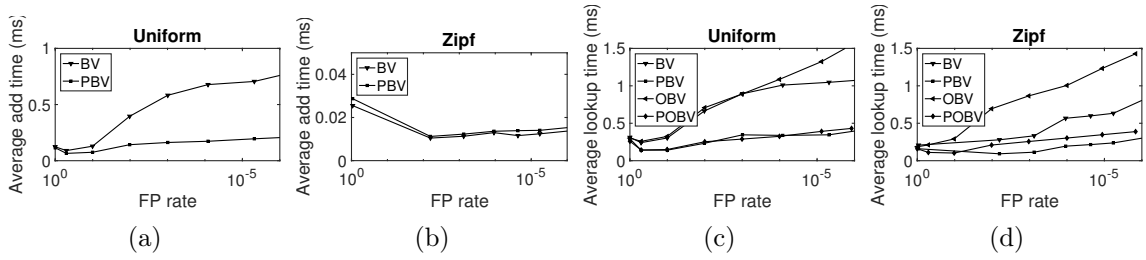 Uniform
Average add time (ms)
1
0.5
0
BV
PBV
10^0
10^-5
FP rate
(a)
Zipf
Average add time (ms)
0.04
0.02
0
BV
PBV
10^0
10^-5
FP rate
(b)
Uniform
Average lookup time (ms)
1.5
1
0.5
0
BV
PBV
OBV
POBV
10^0
10^-5
FP rate
(c)
Zipf
Average lookup time (ms)
1.5
1
0.5
0
BV
PBV
OBV
POBV
10^0
10^-5
FP rate
(d)